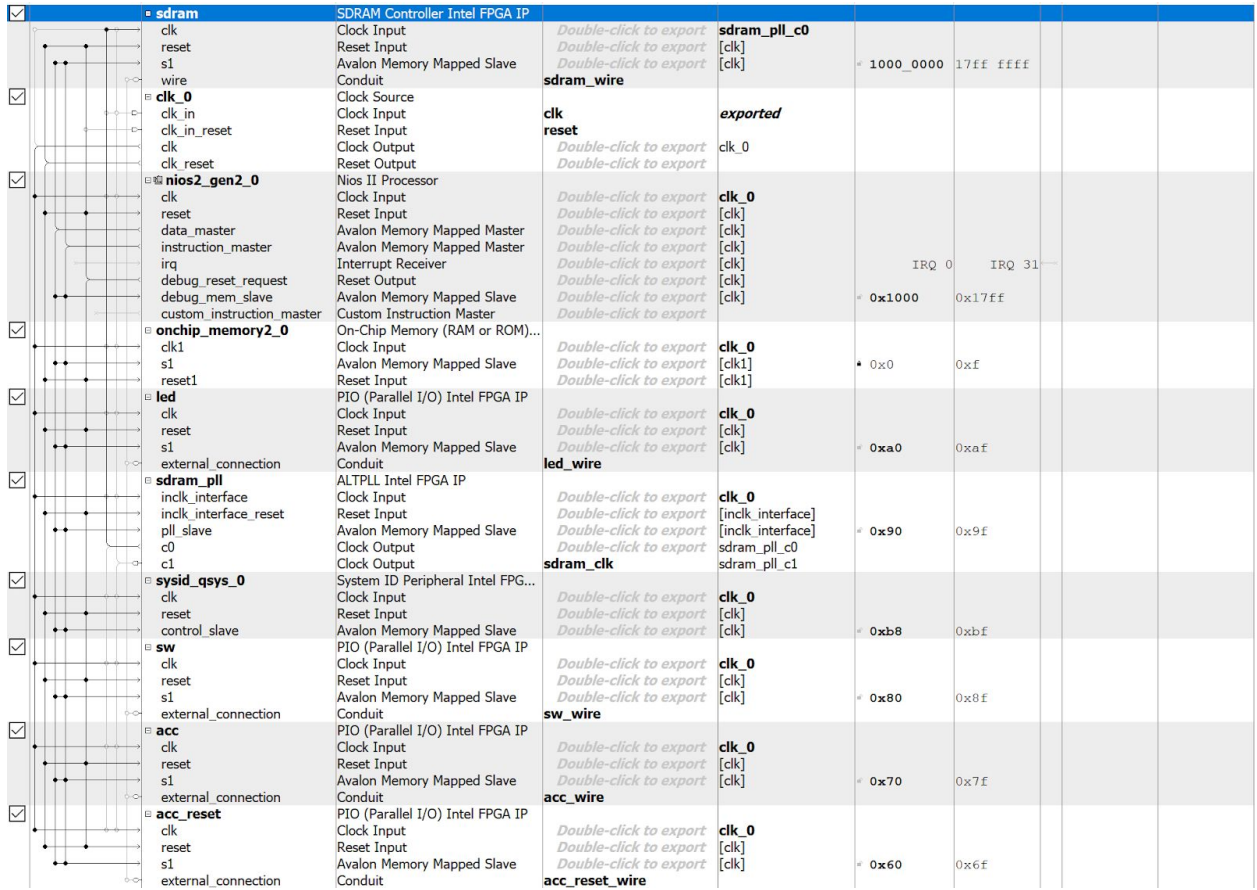 sdram SDRAM Controller Intel FPGA IP
clk Clock Input Double-click to export sdram_pll_c0
reset Reset Input Double-click to export [clk]
s1 Avalon Memory Mapped Slave Double-click to export [clk] 1000_0000 17ff ffff
wire Conduit sdram_wire
clk_0 Clock Source
clk_in Clock Input clk exported
clk_in_reset Reset Input reset
clk Clock Output Double-click to export clk_0
clk_reset Reset Output Double-click to export
nios2_gen2_0 Nios II Processor
clk Clock Input Double-click to export clk_0
reset Reset Input Double-click to export [clk]
data_master Avalon Memory Mapped Master Double-click to export [clk]
instruction_master Avalon Memory Mapped Master Double-click to export [clk]
irq Interrupt Receiver Double-click to export [clk] IRQ 0 IRQ 31
debug_reset_request Reset Output Double-click to export [clk]
debug_mem_slave Avalon Memory Mapped Slave Double-click to export [clk] 0x1000 0x17ff
custom_instruction_master Custom Instruction Master Double-click to export
onchip_memory2_0 On-Chip Memory (RAM or ROM)...
clk1 Clock Input Double-click to export clk_0
s1 Avalon Memory Mapped Slave Double-click to export [clk1] 0x0 0xf
reset1 Reset Input Double-click to export [clk1]
led PIO (Parallel I/O) Intel FPGA IP
clk Clock Input Double-click to export clk_0
reset Reset Input Double-click to export [clk]
s1 Avalon Memory Mapped Slave Double-click to export [clk] 0xa0 0xaf
external_connection Conduit led_wire
sdram_pll ALTPLL Intel FPGA IP
inclk_interface Clock Input Double-click to export clk_0
inclk_interface_reset Reset Input Double-click to export [inclk_interface]
pll_slave Avalon Memory Mapped Slave Double-click to export [inclk_interface] 0x90 0x9f
c0 Clock Output Double-click to export sdram_pll_c0
c1 Clock Output sdram_clk sdram_pll_c1
sysid_qsys_0 System ID Peripheral Intel FPG...
clk Clock Input Double-click to export clk_0
reset Reset Input Double-click to export [clk]
control_slave Avalon Memory Mapped Slave Double-click to export [clk] 0xb8 0xbf
sw PIO (Parallel I/O) Intel FPGA IP
clk Clock Input Double-click to export clk_0
reset Reset Input Double-click to export [clk]
s1 Avalon Memory Mapped Slave Double-click to export [clk] 0x80 0x8f
external_connection Conduit sw_wire
acc PIO (Parallel I/O) Intel FPGA IP
clk Clock Input Double-click to export clk_0
reset Reset Input Double-click to export [clk]
s1 Avalon Memory Mapped Slave Double-click to export [clk] 0x70 0x7f
external_connection Conduit acc_wire
acc_reset PIO (Parallel I/O) Intel FPGA IP
clk Clock Input Double-click to export clk_0
reset Reset Input Double-click to export [clk]
s1 Avalon Memory Mapped Slave Double-click to export [clk] 0x60 0x6f
external_connection Conduit acc_reset_wire